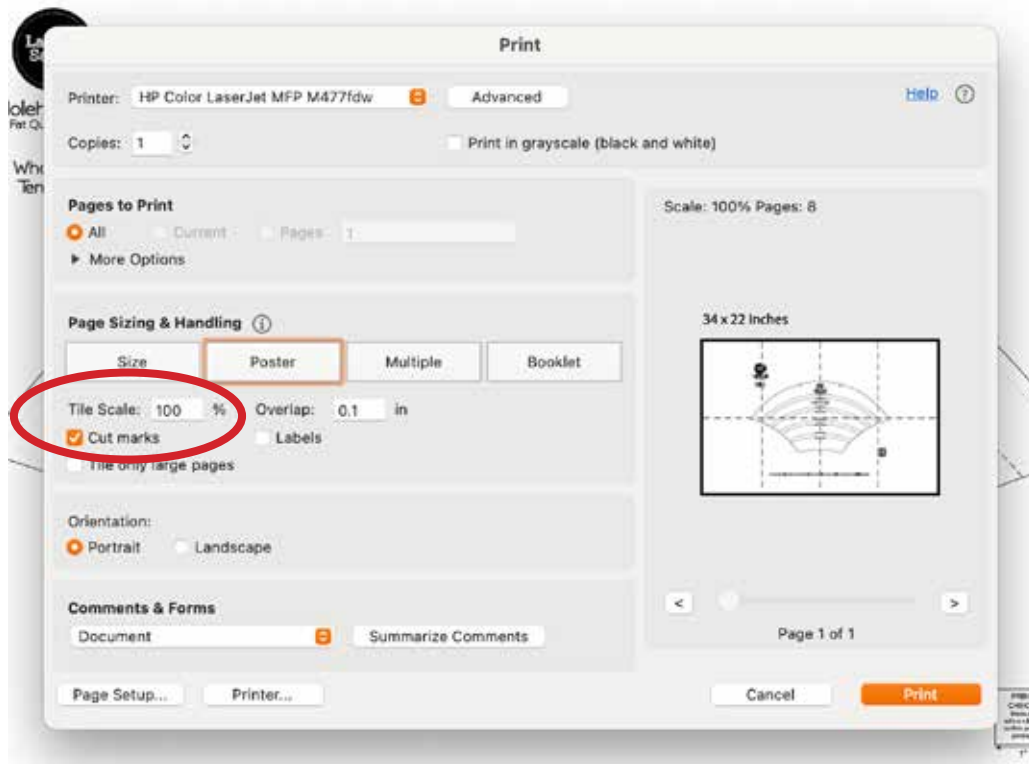 Print
Printer: HP Color LaserJet MFP M477fdw Advanced Help ?
Copies: 1 Print in grayscale (black and white)
Pages to Print
All Current Pages 1
More Options
Scale: 100% Pages: 8
Page Sizing & Handling
34 x 22 Inches
Size Poster Multiple Booklet
Tile Scale: 100 % Overlap: 0.1 in
Cut marks Labels
Tile only large pages
Orientation:
Portrait Landscape
Comments & Forms
< >
Document Summarize Comments
Page 1 of 1
Page Setup... Printer... Cancel Print
1"